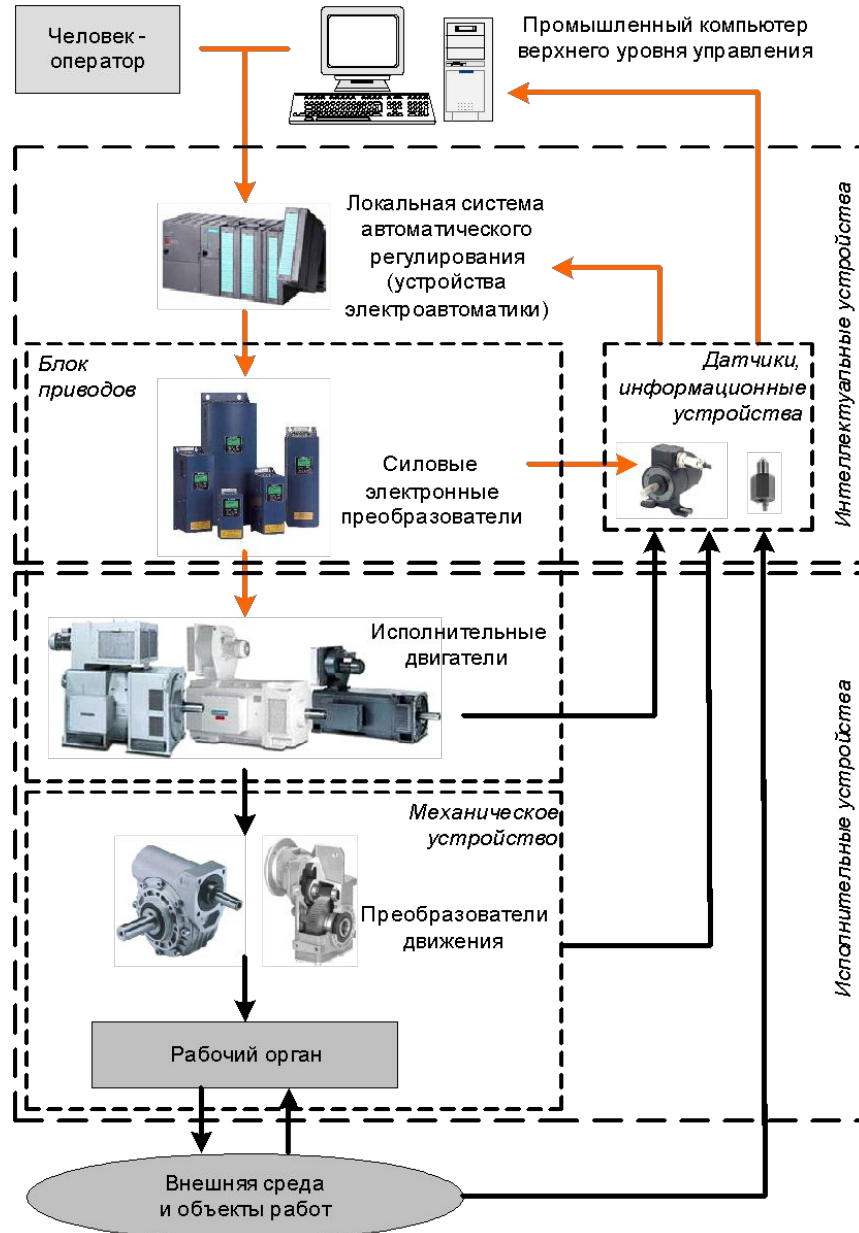 Человек -
оператор
Промышленный компьютер
верхнего уровня управления
Локальная система
автоматического
регулирования
(устройства
электроавтоматики)
Интеллектуальные устройства
Блок
приводов
Датчики,
информационные
устройства
Силовые
электронные
преобразователи
Исполнительные
двигатели
Исполнительные устройства
Механическое
устройство
Преобразователи
движения
Рабочий орган
Внешняя среда
и объекты работ